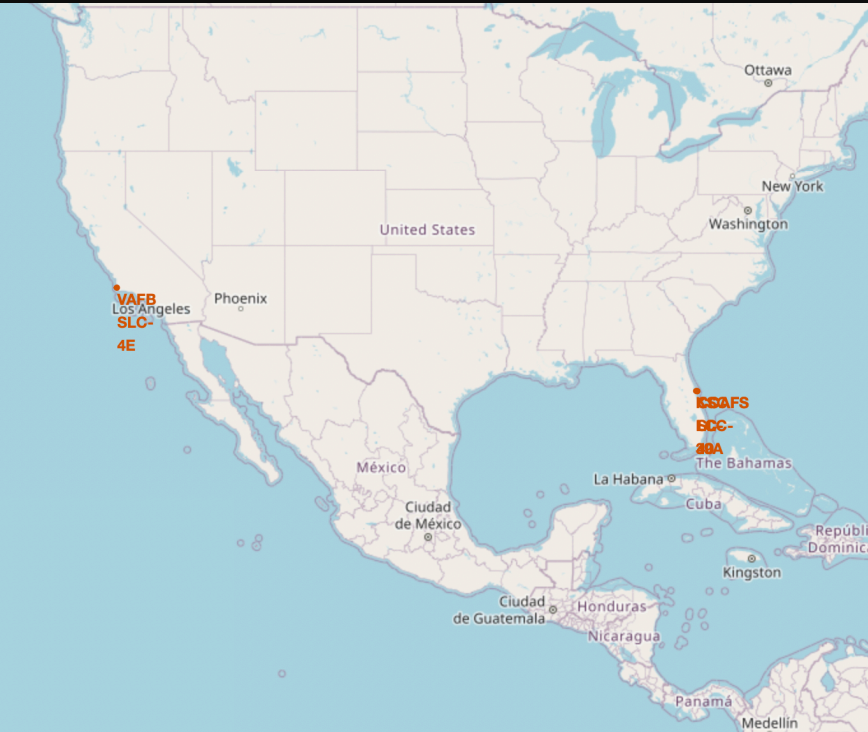 Ottawa
New York
Washington
United States
Phoenix
VAFB
Los Angeles
SLC-
4E
The Bahamas
México
La Habana
Cuba
Ciudad
de México
Repúbli
Dominica
Kingston
Ciudad
de Guatemala
Honduras
Nicaragua
Panamá
Medellín